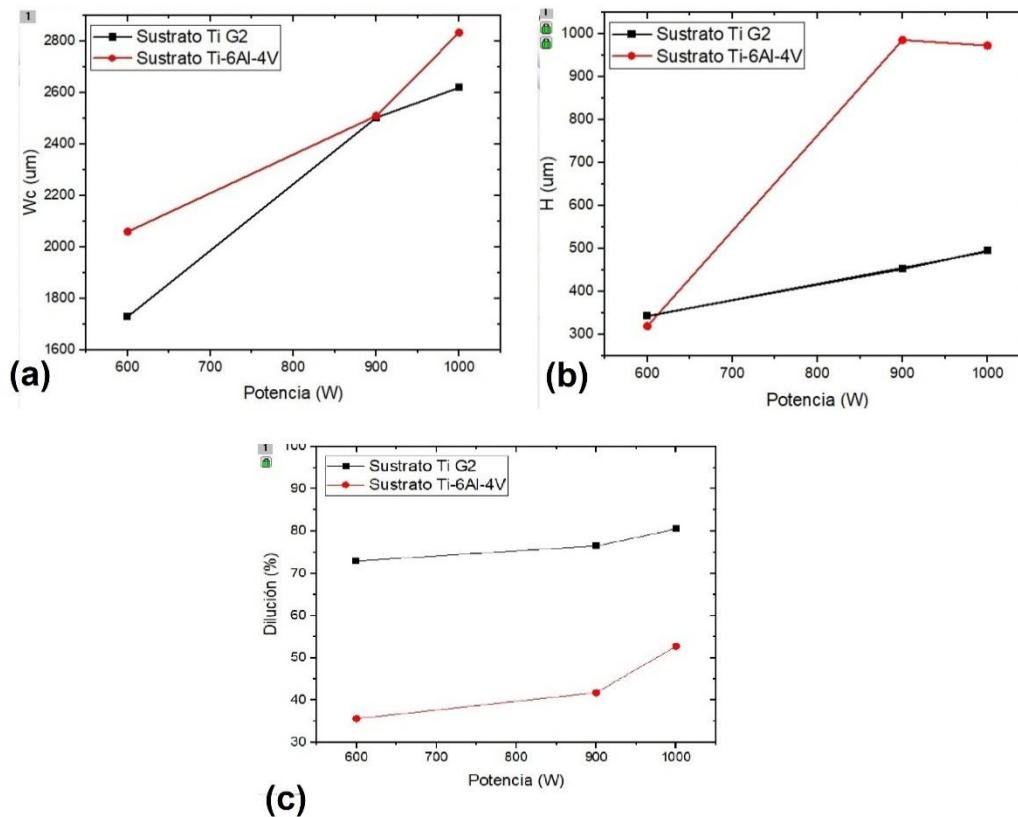 1
2800
2600
2400
2200
2000
1800
1600
Wc (um)
Sustrato Ti G2
Sustrato Ti-6Al-4V
600 700 800 900 1000
Potencia (W)
(a)
1000
900
800
700
600
500
400
300
H (um)
Sustrato Ti G2
Sustrato Ti-6Al-4V
600 700 800 900 1000
Potencia (W)
(b)
1
100
90
80
70
60
50
40
30
Dilución (%)
Sustrato Ti G2
Sustrato Ti-6Al-4V
600 700 800 900 1000
Potencia (W)
(c)